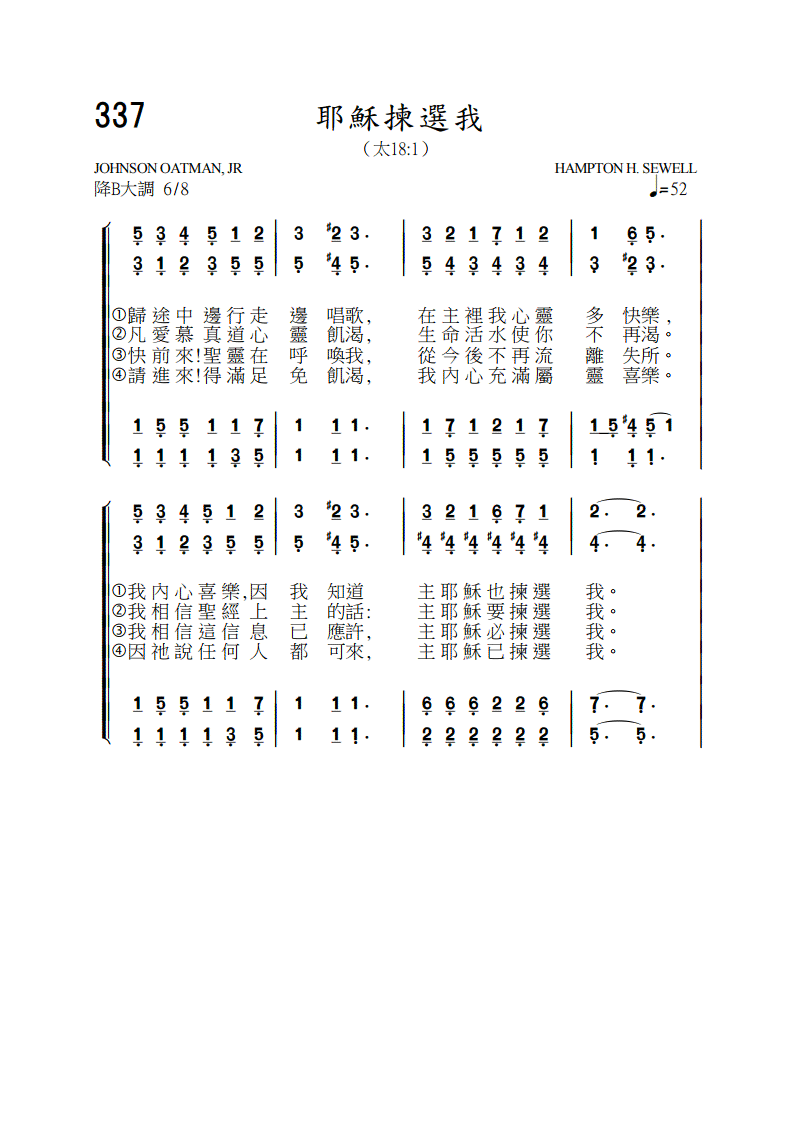 337 耶穌揀選我
（太18:1）
JOHNSON OATMAN, JR HAMPTON H. SEWELL
降B大調 6/8 ♩=52
5 3 4 5 1 2 | 3 #2 3 . | 3 2 1 7 1 2 | 1 6 5 .
3 1 2 3 5 5 | 5 #4 5 . | 5 4 3 4 3 4 | 3 #2 3 .
①歸途中邊行走邊唱歌，在主裡我心靈多快樂，
②凡愛慕真道心靈飢渴，生命活水使你不再渴。
③快前來!聖靈在呼喚我，從今後不再流離失所。
④請進來!得滿足免飢渴，我內心充滿屬靈喜樂。
1 5 5 1 1 7 | 1 1 1 . | 1 7 1 2 1 7 | 1 5 #4 5 1
1 1 1 1 3 5 | 1 1 1 . | 1 5 5 5 5 5 | 1 1 1 .
5 3 4 5 1 2 | 3 #2 3 . | 3 2 1 6 7 1 | 2 . 2 .
3 1 2 3 5 5 | 5 #4 5 . | #4 #4 #4 #4 #4 #4 | 4 . 4 .
①我內心喜樂,因我知道主耶穌也揀選我。
②我相信聖經上主的話:主耶穌要揀選我。
③我相信這信息已應許，主耶穌必揀選我。
④因祂說任何人都可來，主耶穌已揀選我。
1 5 5 1 1 7 | 1 1 1 . | 6 6 6 2 2 6 | 7 . 7 .
1 1 1 1 3 5 | 1 1 1 . | 2 2 2 2 2 2 | 5 . 5 .